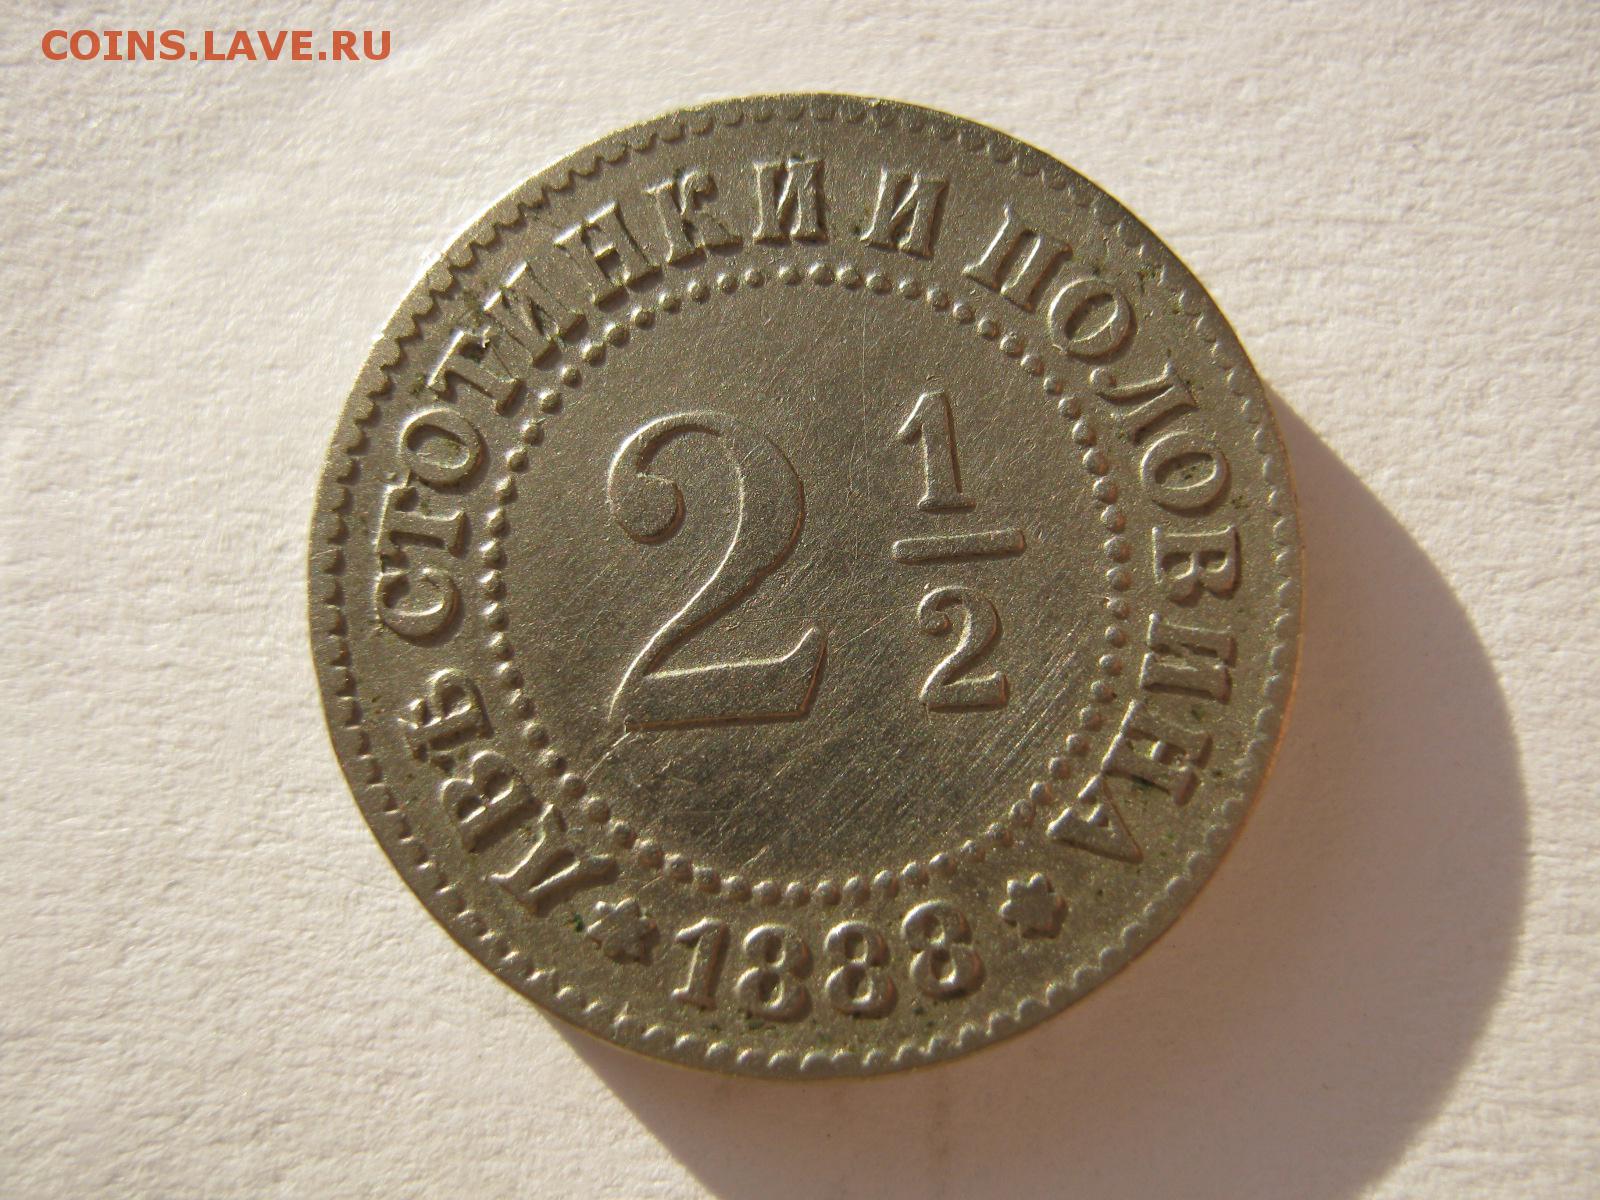 COINS.LAVE.RU
ДВѢ СТОТИНКИ И ПОЛОВИНА
2 1/2
* 1888 *